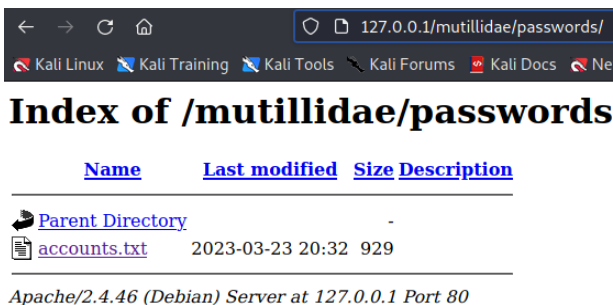 127.0.0.1/mutillidae/passwords/
Kali Linux Kali Training Kali Tools Kali Forums Kali Docs Ne
Index of /mutillidae/passwords
Name Last modified Size Description
Parent Directory -
accounts.txt 2023-03-23 20:32 929
Apache/2.4.46 (Debian) Server at 127.0.0.1 Port 80